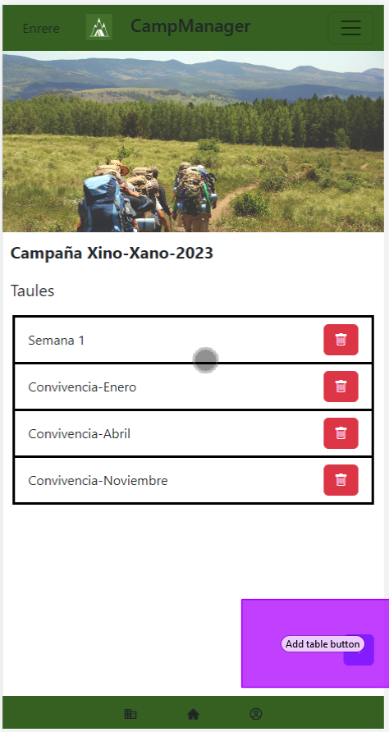 Enrere
CampManager
Campaña Xino-Xano-2023
Taules
Semana 1
Convivencia-Enero
Convivencia-Abril
Convivencia-Noviembre
Add table button